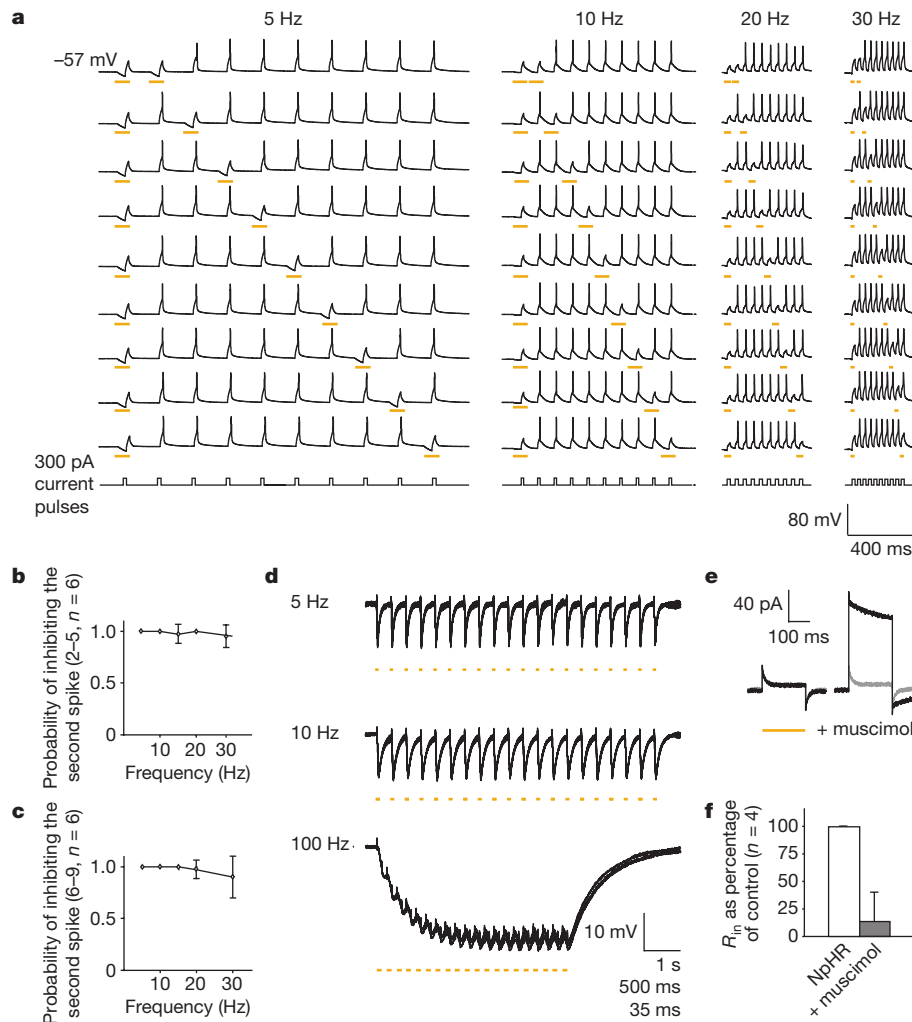 a
5 Hz
10 Hz
20 Hz
30 Hz
–57 mV
300 pA
current
pulses
80 mV
400 ms
b
Probability of inhibiting the
second spike (2–5, n = 6)
1.0
0.5
0
10
20
30
Frequency (Hz)
c
Probability of inhibiting the
second spike (6–9, n = 6)
1.0
0.5
0
10
20
30
Frequency (Hz)
d
5 Hz
10 Hz
100 Hz
10 mV
1 s
500 ms
35 ms
e
40 pA
100 ms
+ muscimol
f
Rin as percentage
of control (n = 4)
100
75
50
25
0
NpHR
+ muscimol